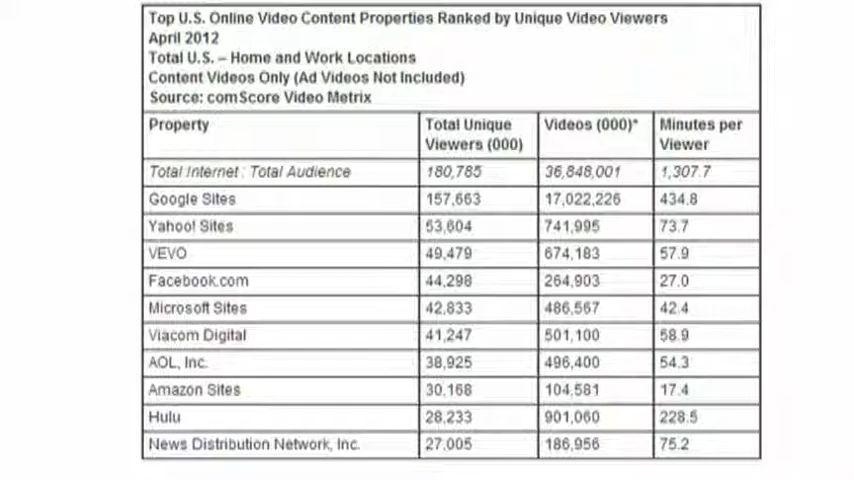 Top U.S. Online Video Content Properties Ranked by Unique Video Viewers
April 2012
Total U.S. – Home and Work Locations
Content Videos Only (Ad Videos Not Included)
Source: comScore Video Metrix
Property Total Unique Viewers (000) Videos (000)* Minutes per Viewer
Total Internet : Total Audience 180,785 36,848,001 1,307.7
Google Sites 157,663 17,022,226 434.8
Yahoo! Sites 53,604 741,995 73.7
VEVO 49,479 674,183 57.9
Facebook.com 44,298 264,903 27.0
Microsoft Sites 42,833 486,567 42.4
Viacom Digital 41,247 501,100 58.9
AOL, Inc. 38,925 496,400 54.3
Amazon Sites 30,168 104,581 17.4
Hulu 28,233 901,060 228.5
News Distribution Network, Inc. 27,005 186,956 75.2